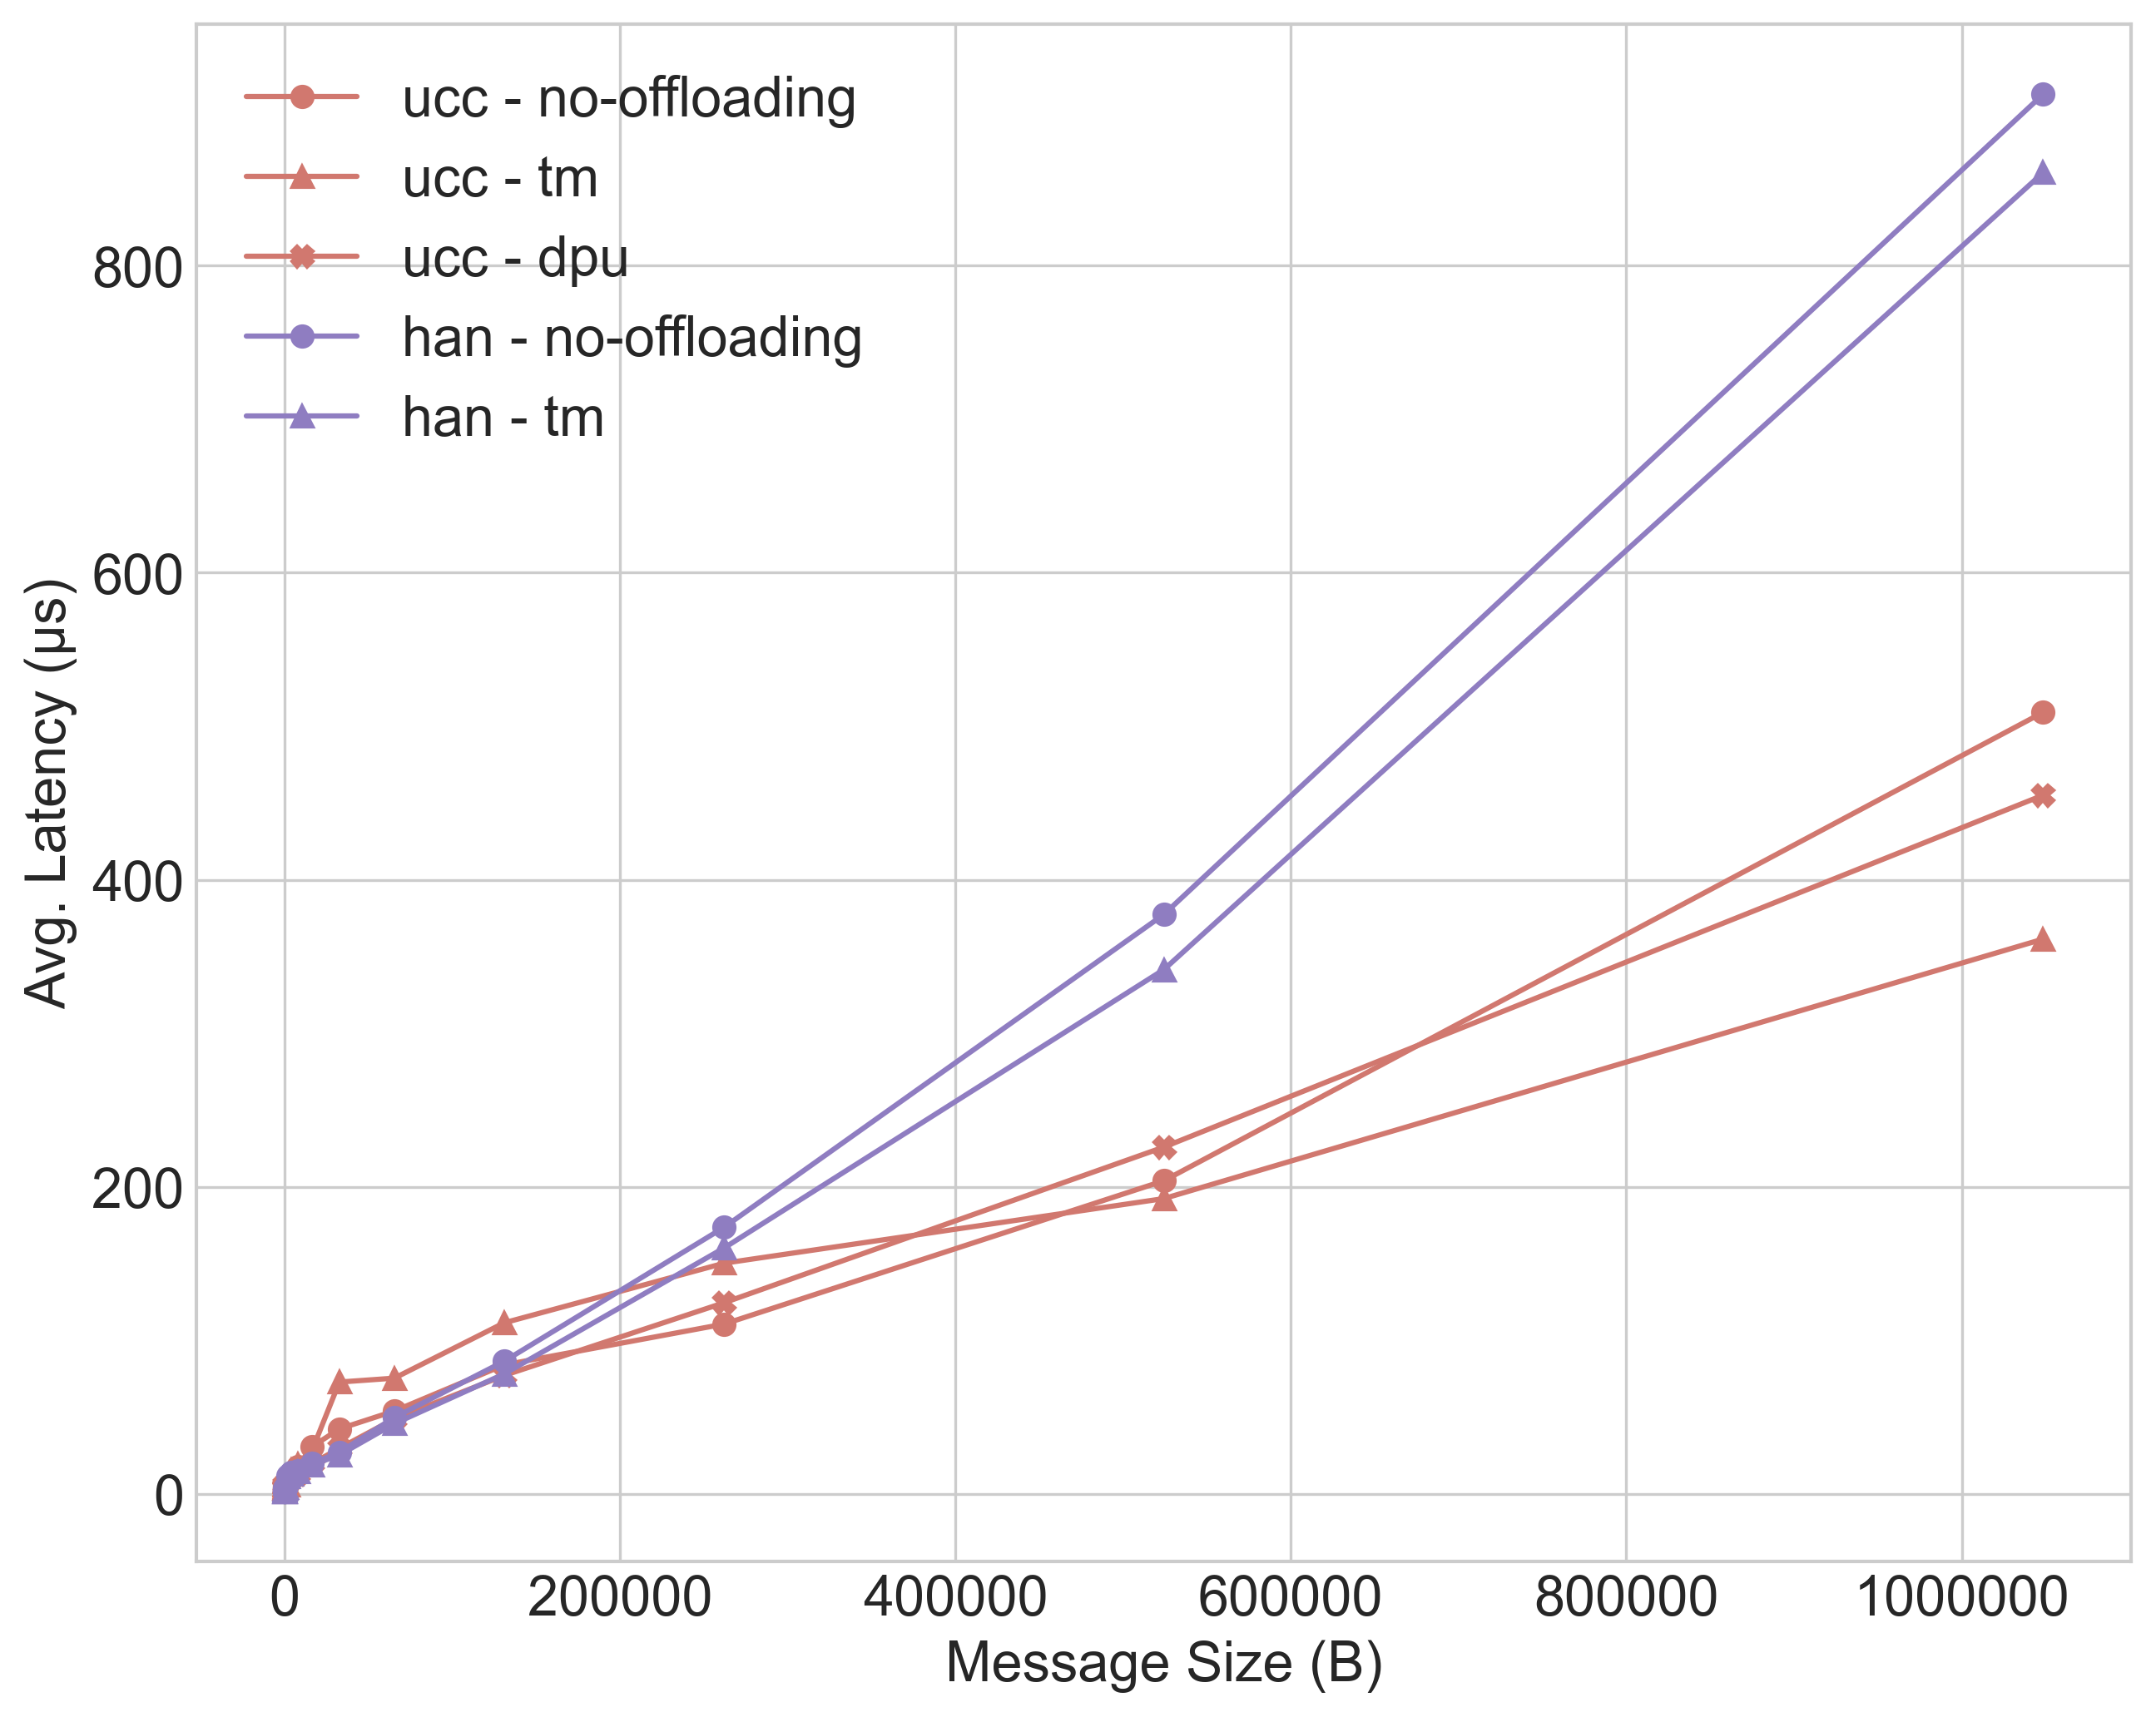 ucc - no-offloading
ucc - tm
ucc - dpu
han - no-offloading
han - tm
800
600
400
200
0
Avg. Latency (µs)
0 200000 400000 600000 800000 1000000
Message Size (B)